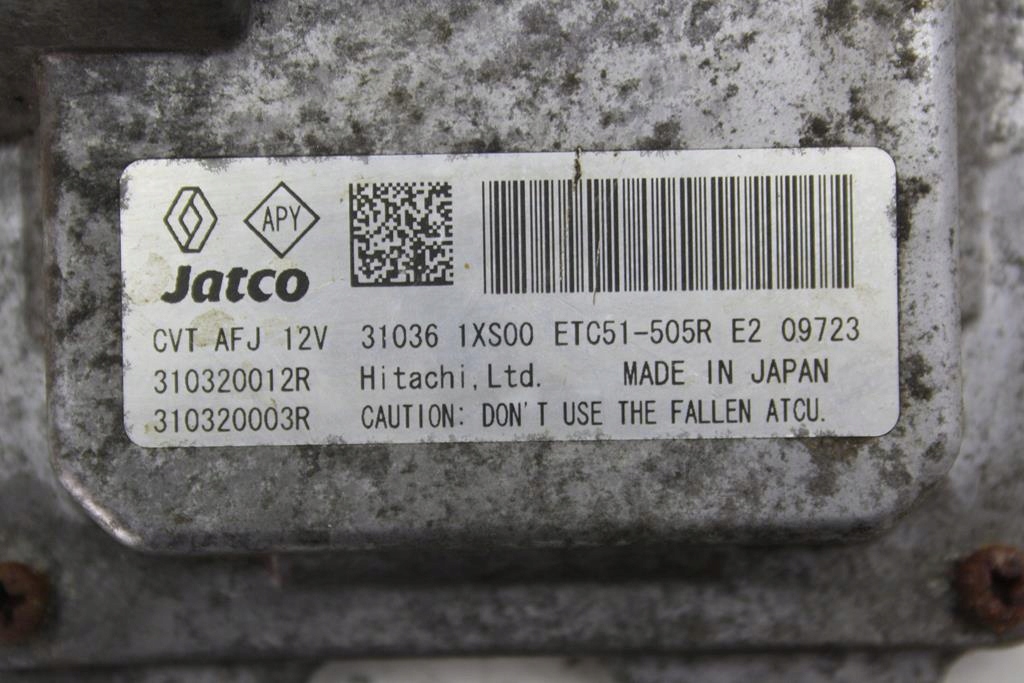 APY
Jatco
CVT AFJ 12V 31036 1XS00 ETC51-505R E2 09723
310320012R Hitachi, Ltd. MADE IN JAPAN
310320003R CAUTION: DON'T USE THE FALLEN ATCU.